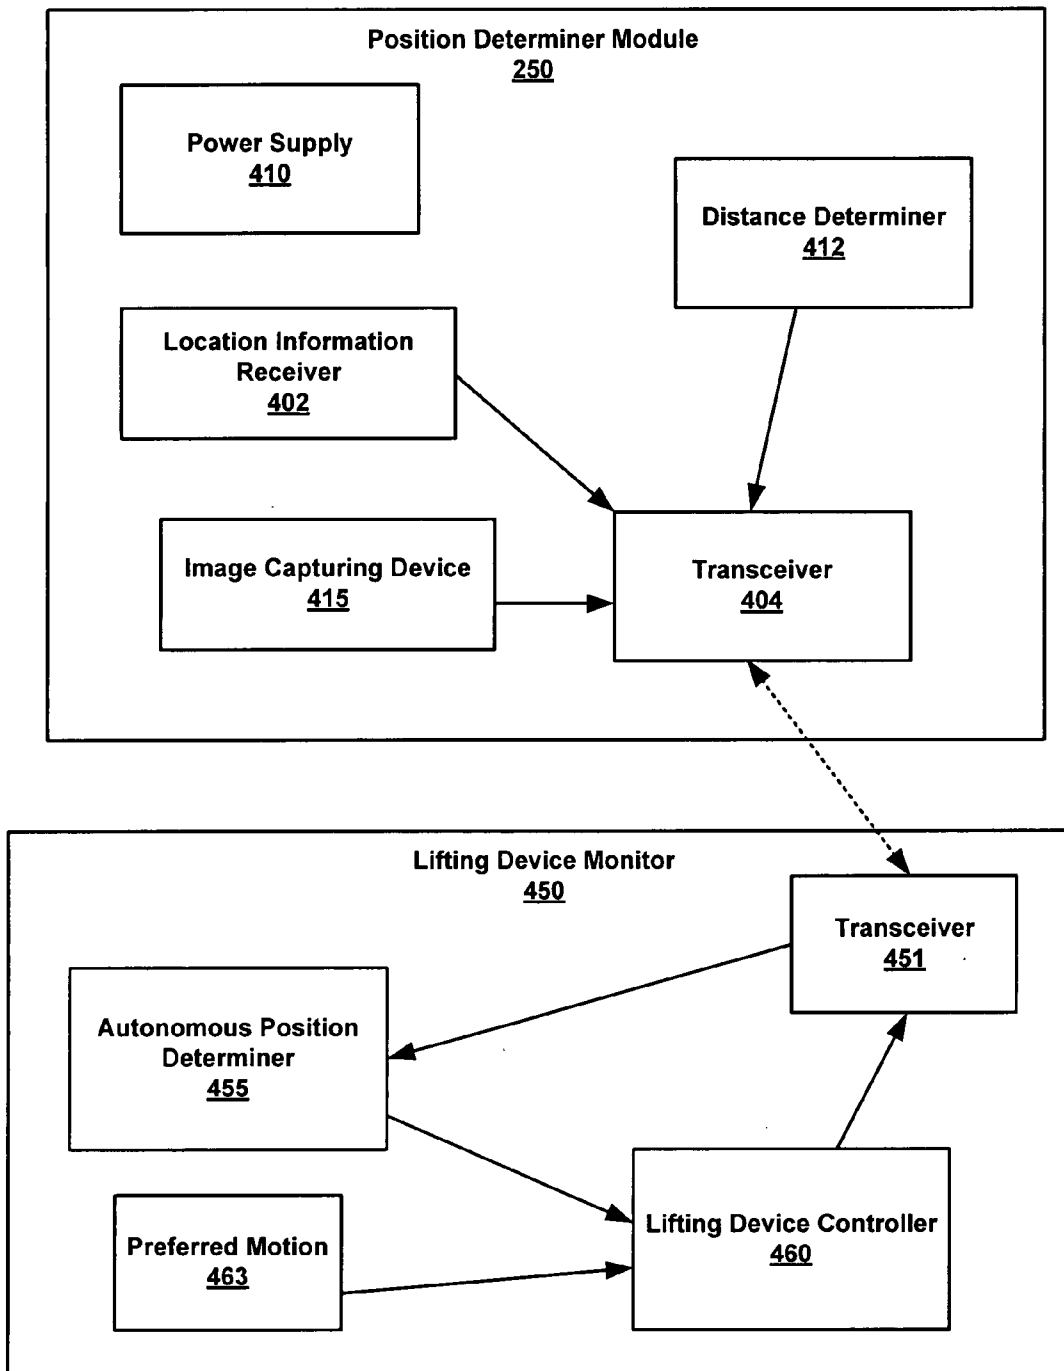 Position Determiner Module
250
Power Supply
410
Distance Determiner
412
Location Information
Receiver
402
Image Capturing Device
415
Transceiver
404
Lifting Device Monitor
450
Transceiver
451
Autonomous Position
Determiner
455
Lifting Device Controller
460
Preferred Motion
463